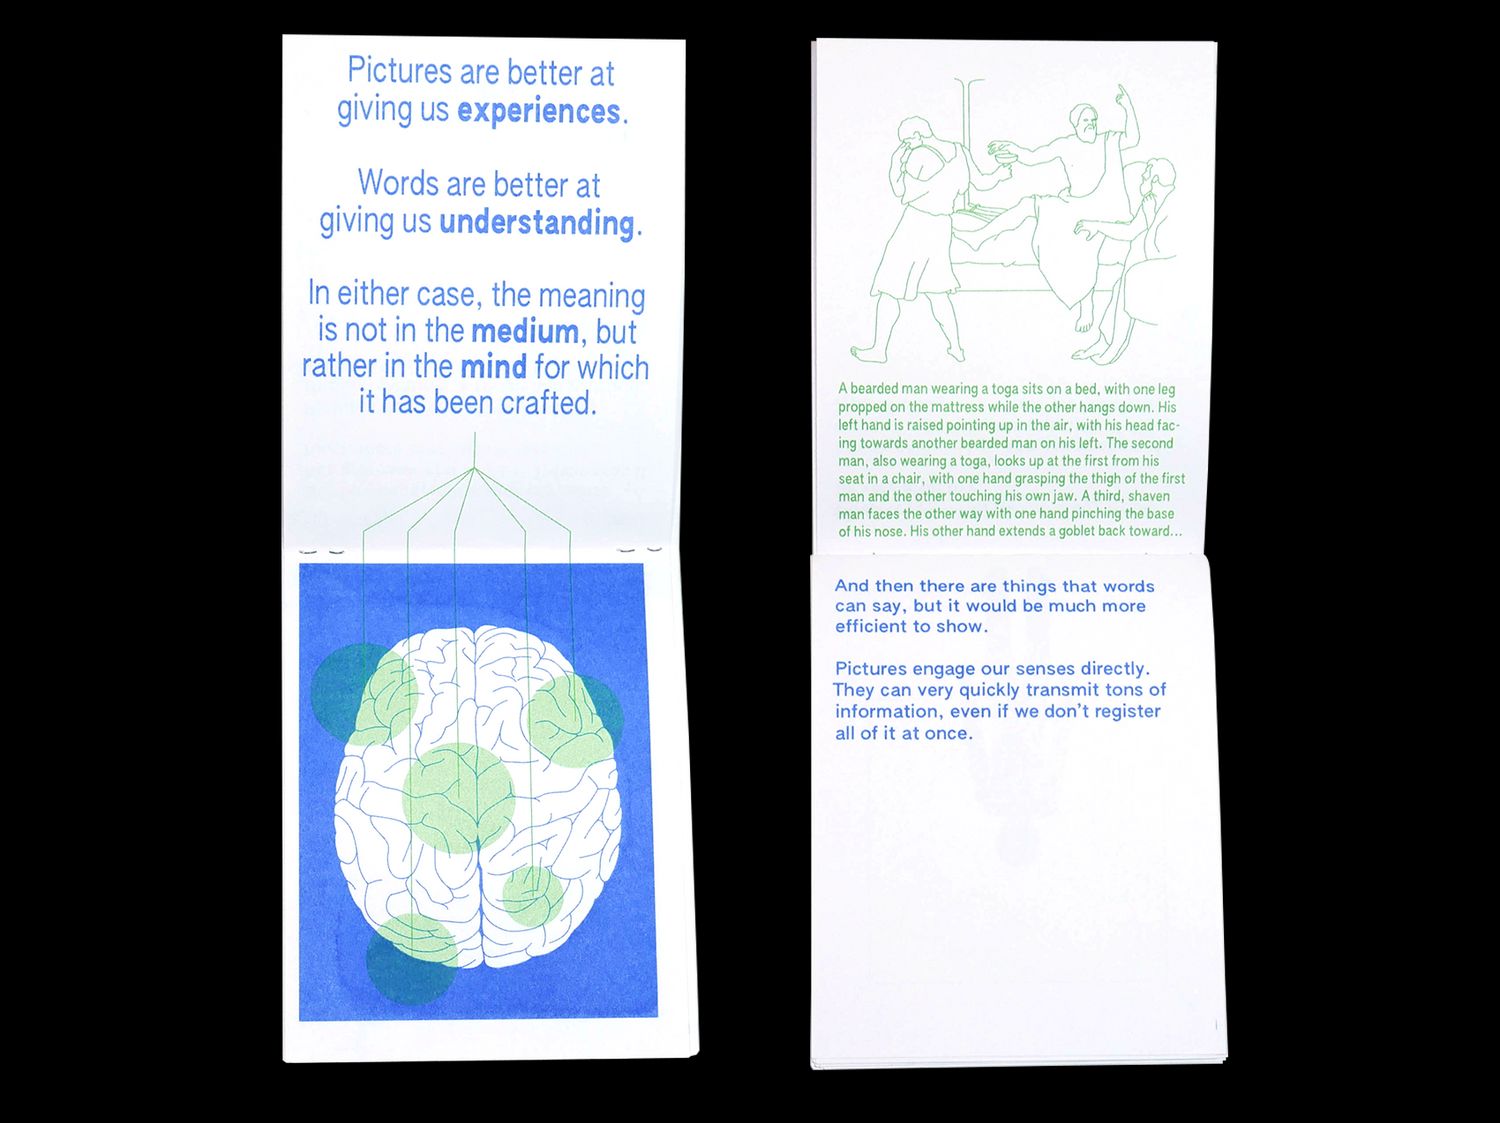 Pictures are better at
giving us experiences.
Words are better at
giving us understanding.
In either case, the meaning
is not in the medium, but
rather in the mind for which
it has been crafted.
A bearded man wearing a toga sits on a bed, with one leg
propped on the mattress while the other hangs down. His
left hand is raised pointing up in the air, with his head fac-
ing towards another bearded man on his left. The second
man, also wearing a toga, looks up at the first from his
seat in a chair, with one hand grasping the thigh of the first
man and the other touching his own jaw. A third, shaven
man faces the other way with one hand pinching the base
of his nose. His other hand extends a goblet back toward...
And then there are things that words
can say, but it would be much more
efficient to show.
Pictures engage our senses directly.
They can very quickly transmit tons of
information, even if we don't register
all of it at once.